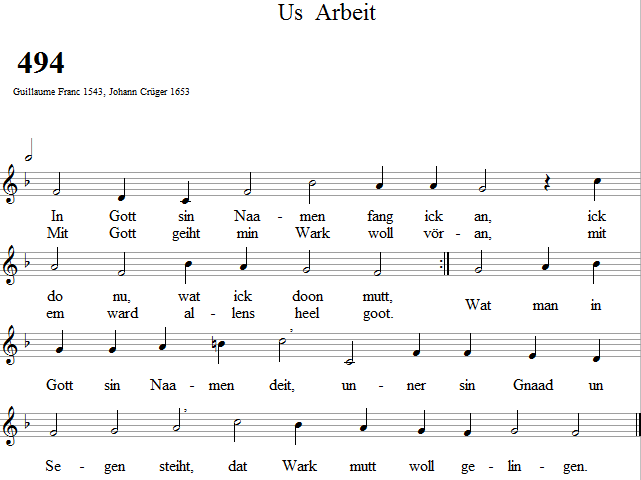 Us Arbeit
494
Guillaume Franc 1543, Johann Crüger 1653
In Gott sin Naa - men fang ick an, ick
Mit Gott geiht min Wark woll vör - an, mit
do nu, wat ick doon mutt, Wat man in
em ward al - lens heel goot.
Gott sin Naa - men deit, un - ner sin Gnaad un
Se - gen steiht, dat Wark mutt woll ge - lin - gen.